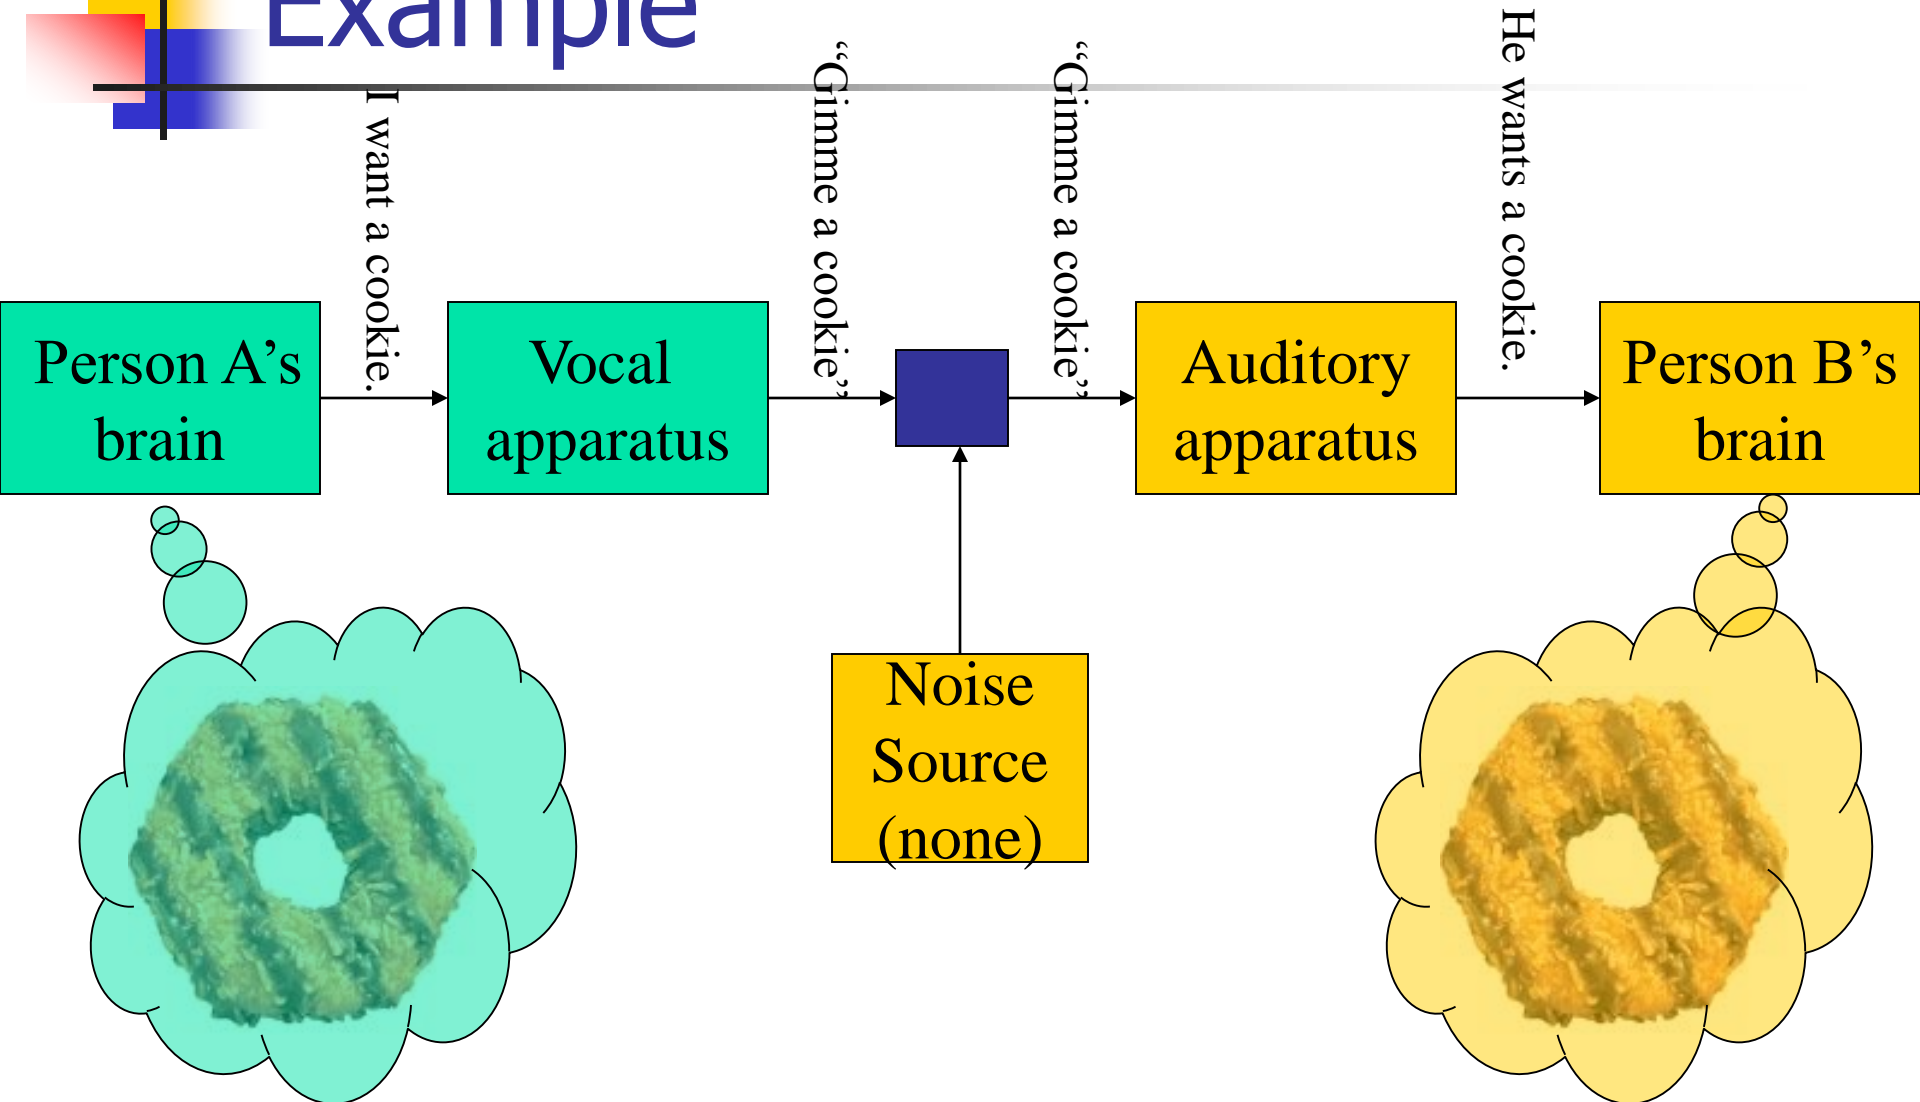 Example
I want a cookie.
“Gimme a cookie”
“Gimme a cookie”
He wants a cookie.
Person A’s
brain
Vocal
apparatus
Auditory
apparatus
Person B’s
brain
Noise
Source
(none)